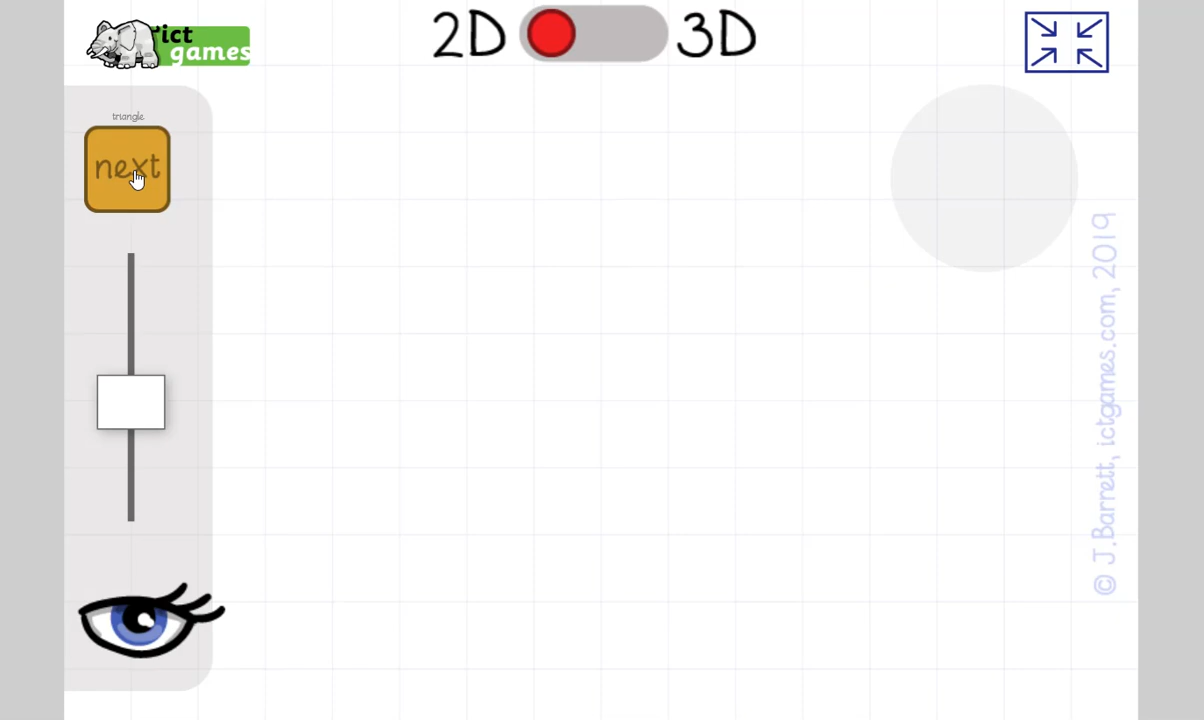 ict
games
2D
3D
triangle
next
© J.Barrett, ictgames.com, 2019